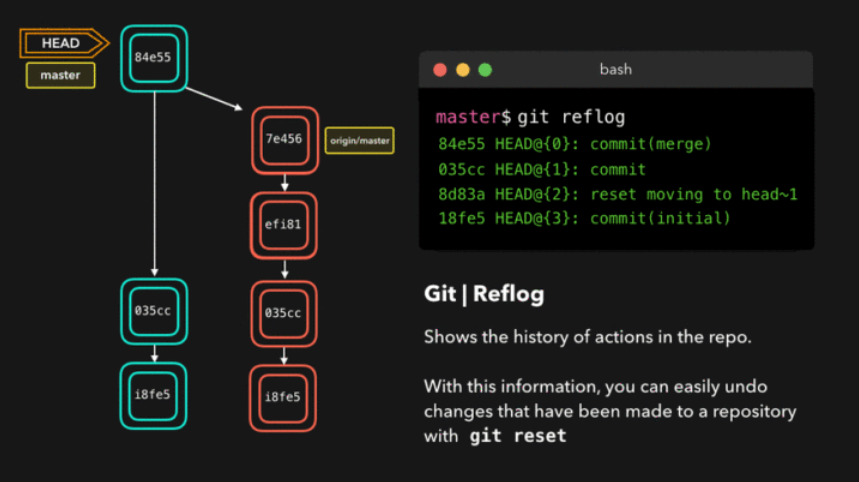 HEAD
master
84e55
7e456
origin/master
efi81
035cc
035cc
i8fe5
i8fe5
bash
master$ git reflog
84e55 HEAD@{0}: commit(merge)
035cc HEAD@{1}: commit
8d83a HEAD@{2}: reset moving to head~1
18fe5 HEAD@{3}: commit(initial)
Git | Reflog
Shows the history of actions in the repo.
With this information, you can easily undo
changes that have been made to a repository
with git reset